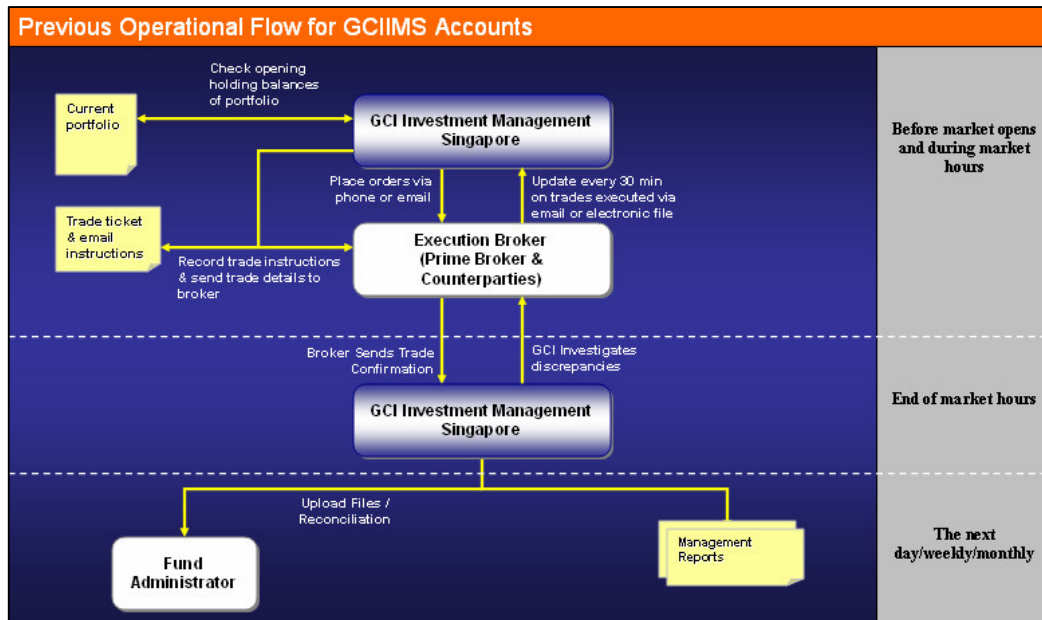 Previous Operational Flow for GCIIMS Accounts
Check opening
holding balances
of portfolio
Current
portfolio
GCI Investment Management
Singapore
Before market opens
and during market
hours
Place orders via
phone or email
Update every 30 min
on trades executed via
email or electronic file
Trade ticket
& email
instructions
Record trade instructions
& send trade details to
broker
Execution Broker
(Prime Broker &
Counterparties)
Broker Sends Trade
Confirmation
GCI Investigates
discrepancies
GCI Investment Management
Singapore
End of market hours
Upload Files /
Reconciliation
Fund
Administrator
Management
Reports
The next
day/weekly/monthly